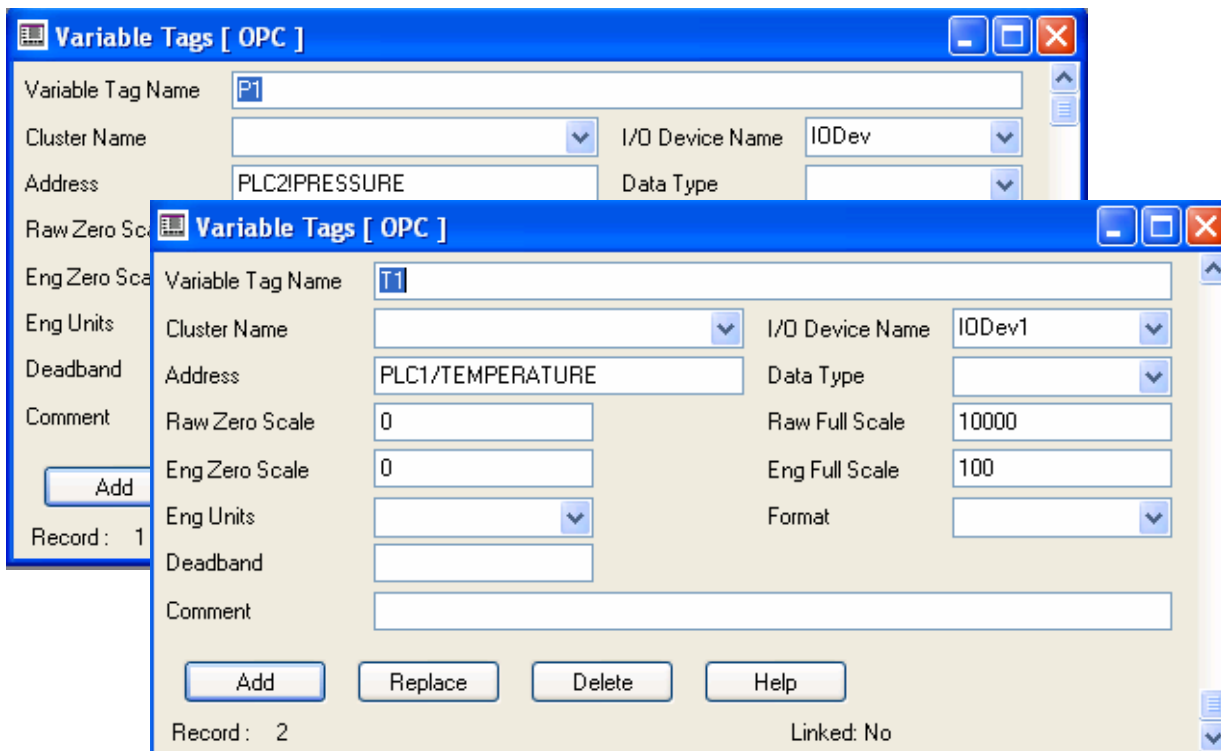 Variable Tags [ OPC ]
Variable Tag Name P1
Cluster Name I/O Device Name IODev
Address PLC2!PRESSURE Data Type
Raw Zero Sca
Eng Zero Sca
Eng Units
Deadband
Comment
Add
Record : 1
Variable Tags [ OPC ]
Variable Tag Name T1
Cluster Name I/O Device Name IODev1
Address PLC1/TEMPERATURE Data Type
Raw Zero Scale 0 Raw Full Scale 10000
Eng Zero Scale 0 Eng Full Scale 100
Eng Units Format
Deadband
Comment
Add Replace Delete Help
Record : 2 Linked: No